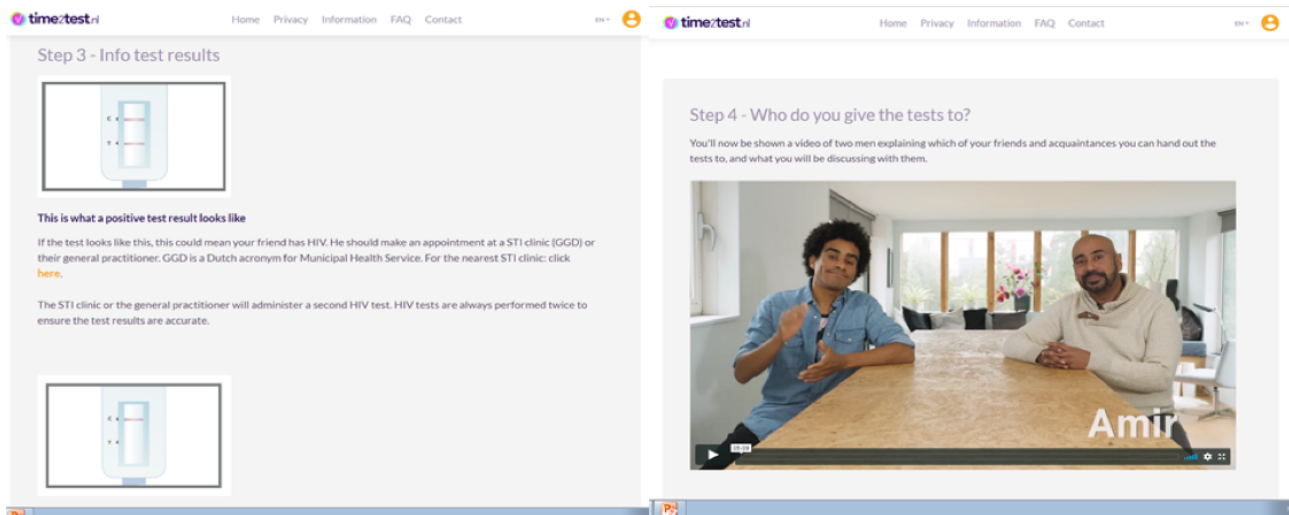 time2test.nl
Home Privacy Information FAQ Contact
EN
Step 3 - Info test results
C
T
This is what a positive test result looks like
If the test looks like this, this could mean your friend has HIV. He should make an appointment at a STI clinic (GGD) or
their general practitioner. GGD is a Dutch acronym for Municipal Health Service. For the nearest STI clinic: click
here.
The STI clinic or the general practitioner will administer a second HIV test. HIV tests are always performed twice to
ensure the test results are accurate.
C
T
time2test.nl
Home Privacy Information FAQ Contact
EN
Step 4 - Who do you give the tests to?
You'll now be shown a video of two men explaining which of your friends and acquaintances you can hand out the
tests to, and what you will be discussing with them.
Amir